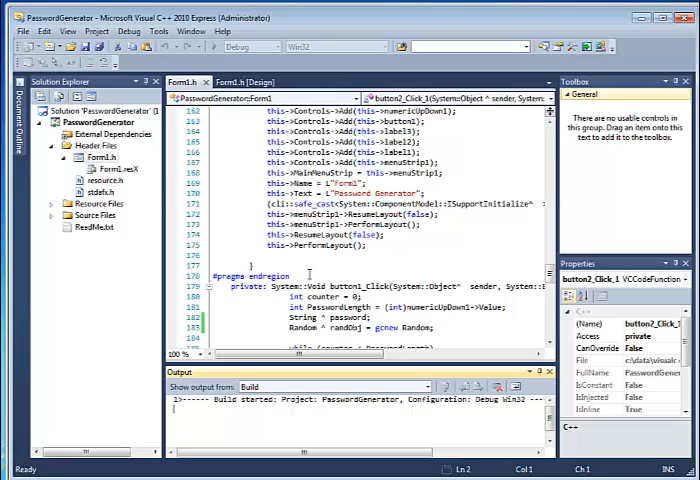 PasswordGenerator - Microsoft Visual C++ 2010 Express (Administrator)
File Edit View Project Debug Tools Window Help
Debug Win32
Solution Explorer
Form1.h Form1.h [Design]
Toolbox
Document Outline
Solution 'PasswordGenerator' (1
PasswordGenerator
External Dependencies
Header Files
Form1.h
Form1.resX
resource.h
stdafx.h
Resource Files
Source Files
ReadMe.txt
PasswordGenerator::Form1
button2_Click_1(System::Object ^ sender, System::
162 this->Controls->Add(this->numericUpDown1);
163 this->Controls->Add(this->button1);
164 this->Controls->Add(this->label3);
165 this->Controls->Add(this->label2);
166 this->Controls->Add(this->label1);
167 this->Controls->Add(this->menuStrip1);
168 this->MainMenuStrip = this->menuStrip1;
169 this->Name = L"Form1";
170 this->Text = L"Password Generator";
171 (cli::safe_cast<System::ComponentModel::ISupportInitialize^ >
172 this->menuStrip1->ResumeLayout(false);
173 this->menuStrip1->PerformLayout();
174 this->ResumeLayout(false);
175 this->PerformLayout();
176
177 }
178 #pragma endregion
179 private: System::Void button1_Click(System::Object^ sender, System::E
180 int counter = 0;
181 int PasswordLength = (int)numericUpDown1->Value;
182 String ^ password;
183 Random ^ randObj = gcnew Random;
184
185 while (counter < PasswordLength)
100 %
General
There are no usable controls in
this group. Drag an item onto this
text to add it to the toolbox.
Properties
button2_Click_1 VCCodeFunction
C++
(Name) button2_Click_1
Access private
CanOverride False
File c:\data\visualc
FullName PasswordGener
IsConstant False
IsInjected False
IsInline True
C++
Output
Show output from: Build
1>------ Build started: Project: PasswordGenerator, Configuration: Debug Win32 ----
Ready Ln 2 Col 1 Ch 1 INS